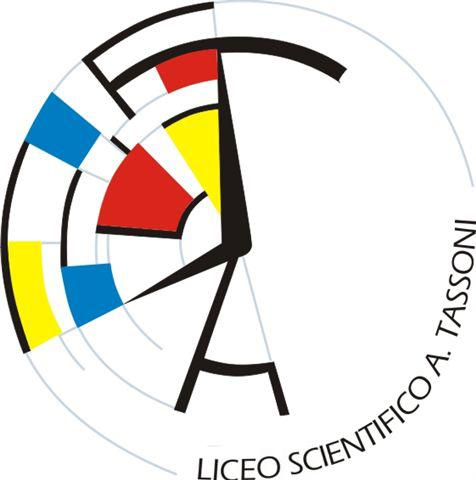 LICEO SCIENTIFICO A. TASSONI